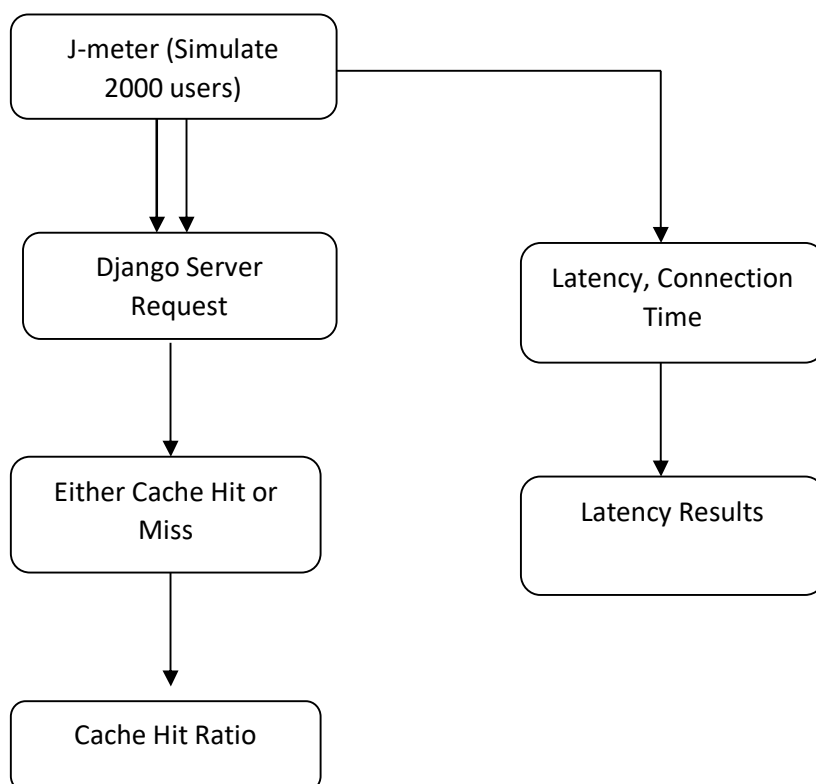 J-meter (Simulate
2000 users)
Django Server
Request
Latency, Connection
Time
Either Cache Hit or
Miss
Latency Results
Cache Hit Ratio